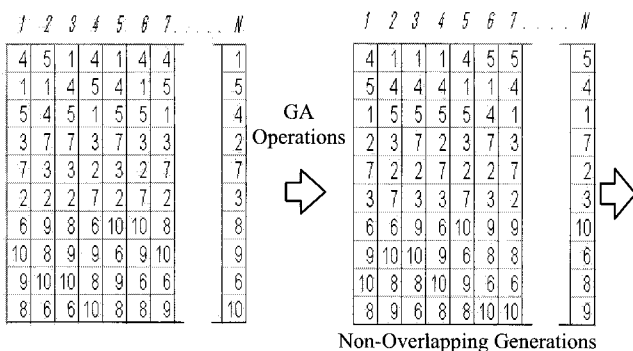 1 2 3 4 5 6 7 . . . . . N
4 5 1 4 1 4 4 1
1 1 4 5 4 1 5 5
5 4 5 1 5 5 1 4
3 7 7 3 7 3 3 2
7 3 3 2 3 2 7 7
2 2 2 7 2 7 2 3
6 9 8 6 10 10 8 8
10 8 9 9 6 9 10 9
9 10 10 8 9 8 6 6
8 6 6 10 8 6 9 10
GA
Operations
1 2 3 4 5 6 7 . . . . . N
4 1 1 1 4 5 5 5
5 4 4 4 1 1 4 4
1 5 5 5 5 4 1 1
2 3 7 2 3 7 3 7
7 2 2 7 2 2 7 2
3 7 3 3 7 3 2 3
6 6 9 6 10 9 9 10
9 10 10 9 6 8 8 6
10 8 8 10 9 6 6 8
8 9 6 8 8 10 10 9
Non-Overlapping Generations